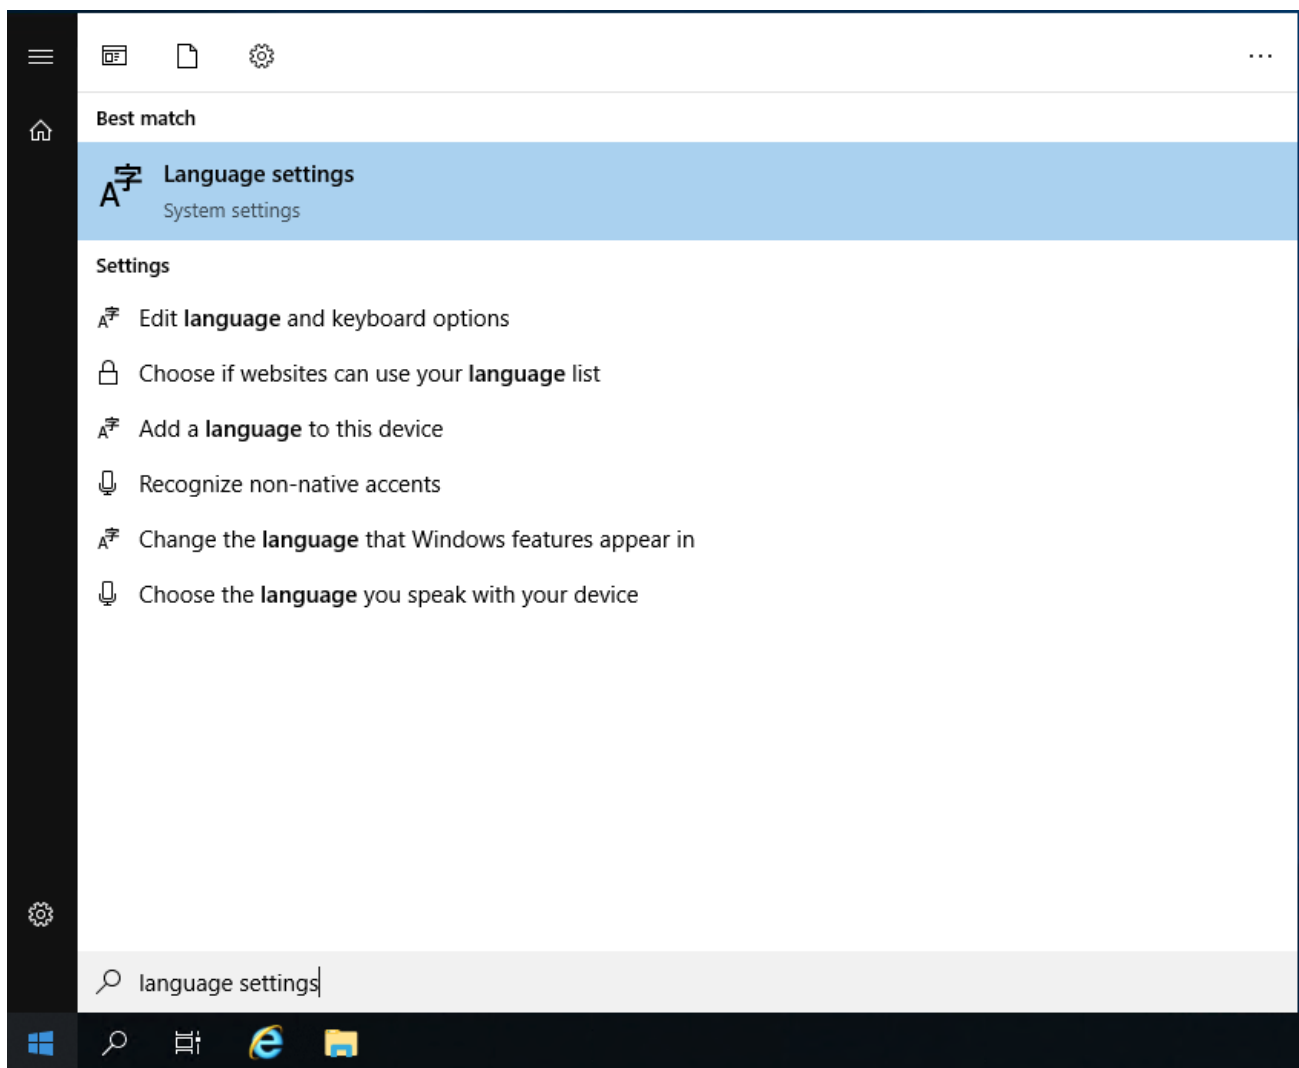 Best match
Language settings
System settings
Settings
Edit language and keyboard options
Choose if websites can use your language list
Add a language to this device
Recognize non-native accents
Change the language that Windows features appear in
Choose the language you speak with your device
language settings